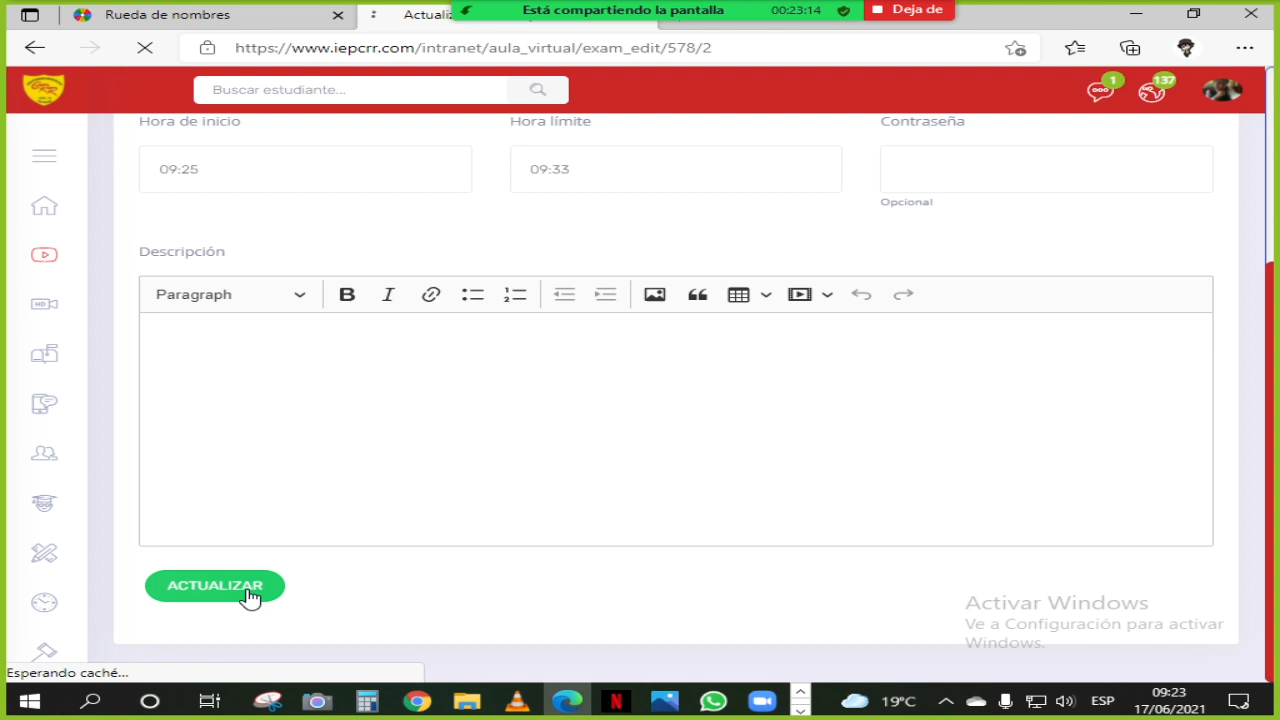 Rueda de nombres
Actualiz
Está compartiendo la pantalla
00:23:14
Deja de
https://www.iepcrr.com/intranet/aula_virtual/exam_edit/578/2
Buscar estudiante...
1
137
Hora de inicio
Hora límite
Contraseña
09:25
09:33
Opcional
Descripción
Paragraph
ACTUALIZAR
Activar Windows
Ve a Configuración para activar
Windows.
Esperando caché...
19°C
ESP
09:23
17/06/2021